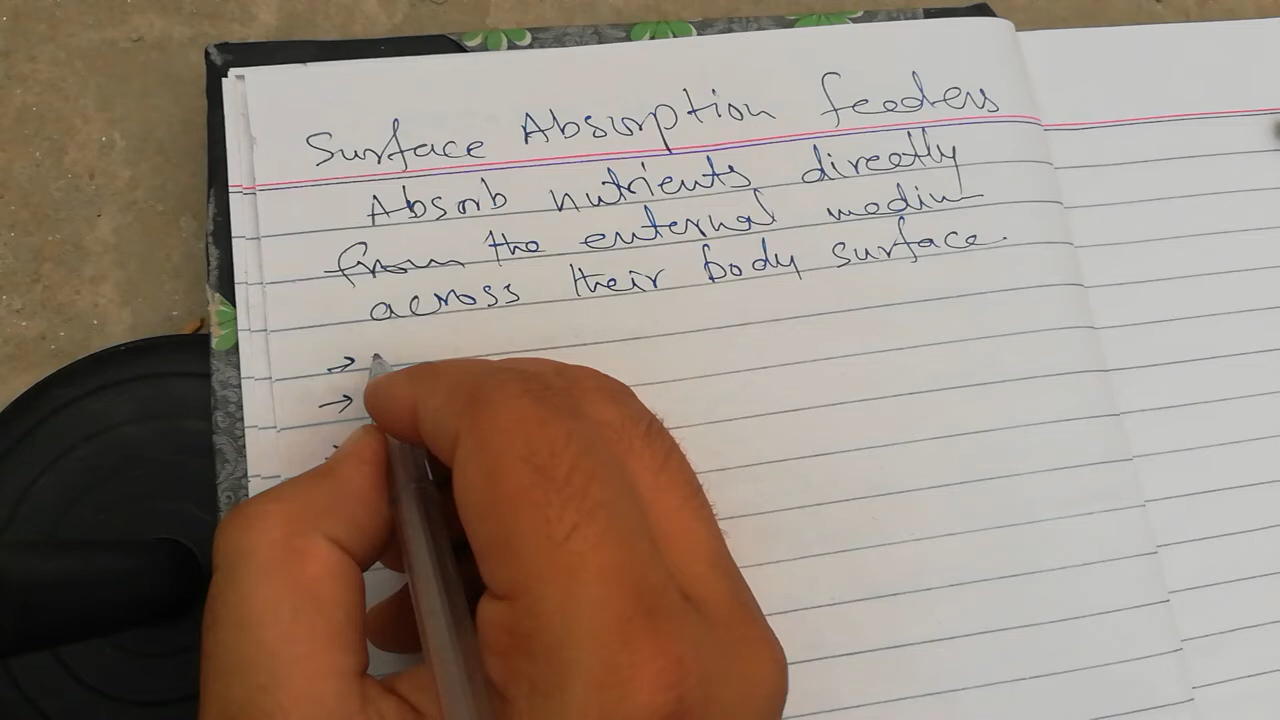 Surface Absorption feeders
Absorb nutrients directly
from the external medium
across their body surface.
→
→